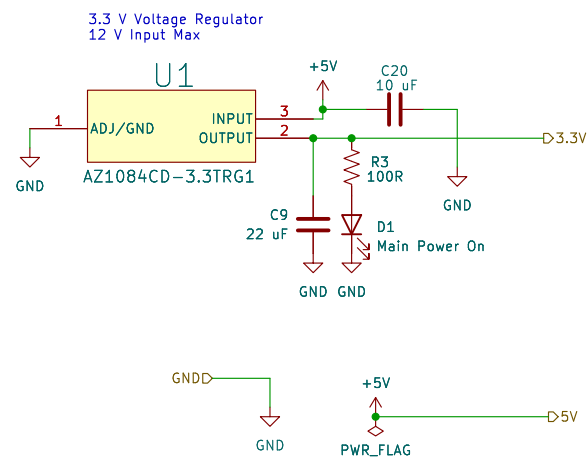 3.3 V Voltage Regulator
12 V Input Max
U1
+5V
C20
10 uF
1
ADJ/GND
INPUT
3
OUTPUT
2
3.3V
GND
AZ1084CD-3.3TRG1
R3
100R
GND
C9
22 uF
D1
Main Power On
GND
GND
GND
GND
+5V
5V
PWR_FLAG